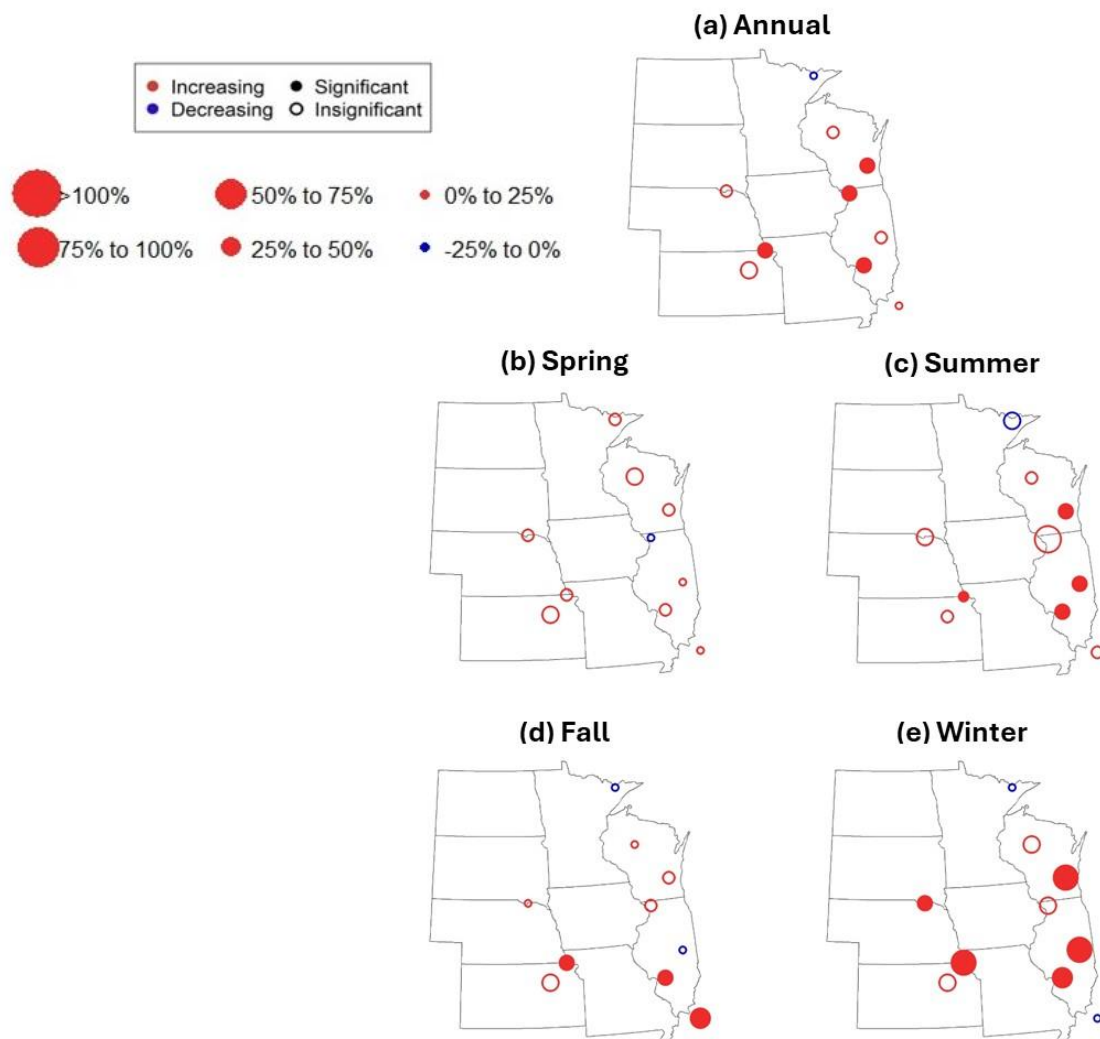 (a) Annual
Increasing Significant
Decreasing Insignificant
>100% 50% to 75% 0% to 25%
75% to 100% 25% to 50% -25% to 0%
(b) Spring (c) Summer
(d) Fall (e) Winter